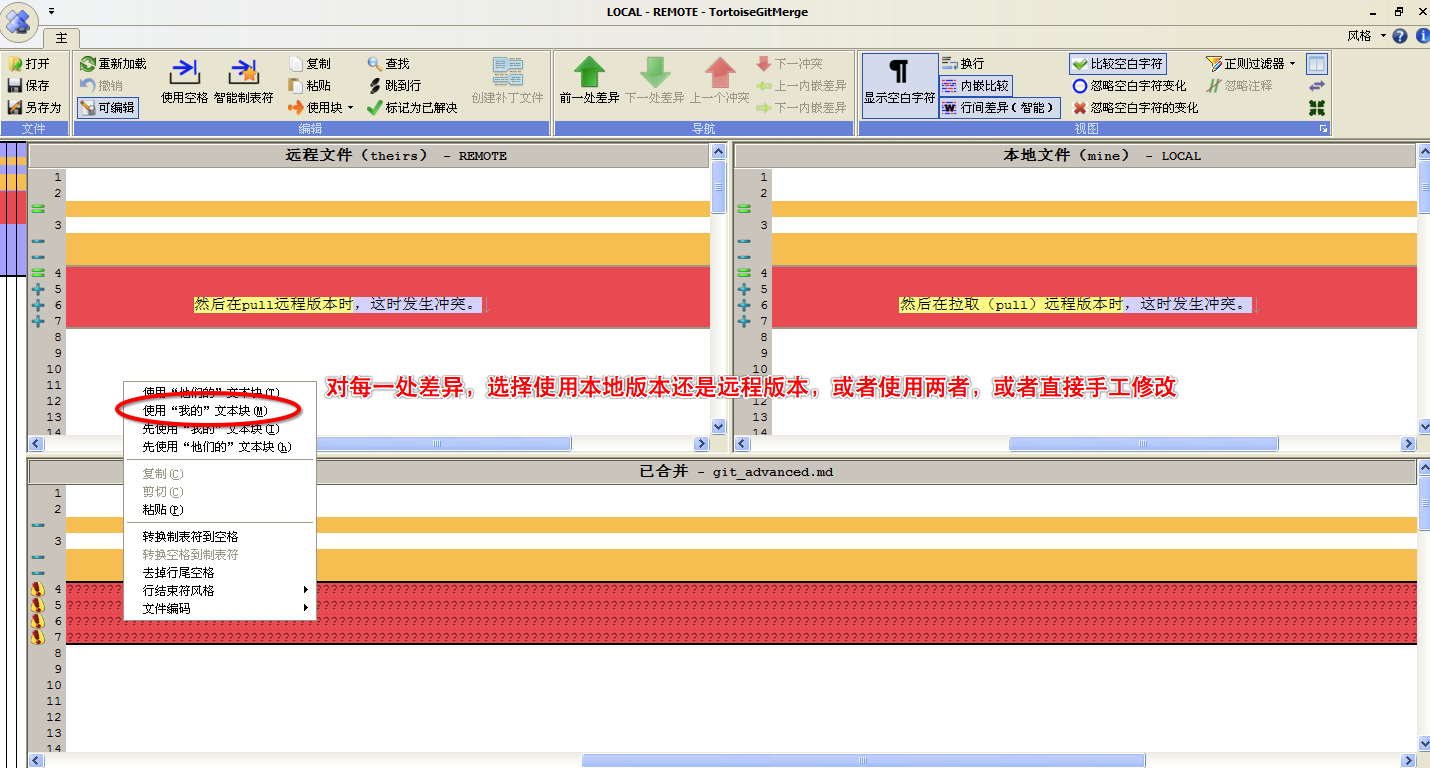 LOCAL - REMOTE - TortoiseGitMerge
主
风格
打开
保存
另存为
文件
重新加载
撤销
可编辑
使用空格
智能制表符
复制
粘贴
使用块
查找
跳到行
标记为已解决
创建补丁文件
编辑
前一处差异
下一处差异
上一个冲突
下一冲突
上一内嵌差异
下一内嵌差异
导航
显示空白字符
换行
内嵌比较
行间差异(智能)
比较空白字符
忽略空白字符变化
忽略空白字符的变化
正则过滤器
忽略注释
视图
远程文件(theirs) - REMOTE
1
2
3
4
5
6 然后在pull远程版本时,这时发生冲突。↓
7
8
9
10
11
12
13
14
本地文件(mine) - LOCAL
1
2
3
4
5
6 然后在拉取(pull)远程版本时,这时发生冲突。↓
7
8
9
10
11
12
13
14
对每一处差异,选择使用本地版本还是远程版本,或者使用两者,或者直接手工修改
使用“他们的”文本块(T)
使用“我的”文本块(M)
先使用“我的”文本块(I)
先使用“他们的”文本块(h)
复制(C)
剪切(C)
粘贴(P)
转换制表符到空格
转换空格到制表符
去掉行尾空格
行结束符风格
文件编码
已合并 - git_advanced.md
1
2
3
4
5
6
7
8
9
10
11
12
13
14